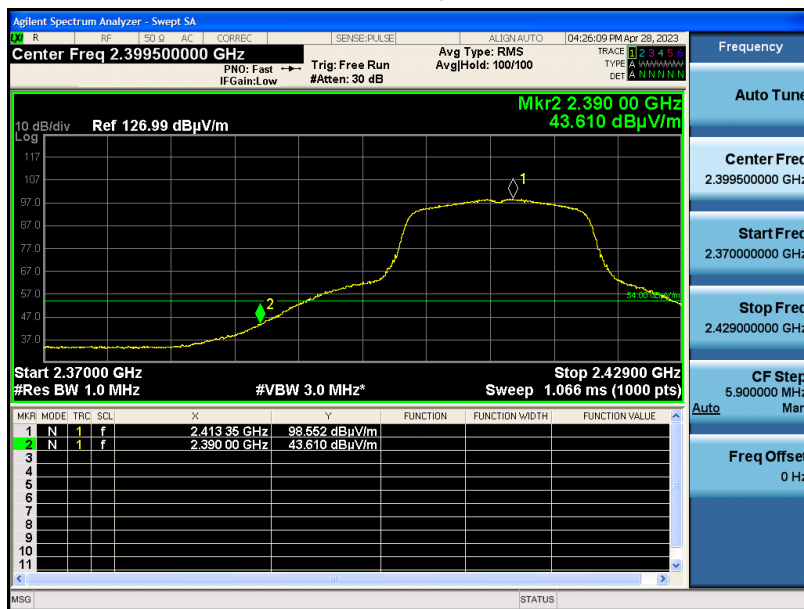 Agilent Spectrum Analyzer - Swept SA
LXI R RF 50 Ω AC CORREC SENSE:PULSE ALIGN AUTO 04:26:09 PM Apr 28, 2023
Center Freq 2.399500000 GHz
PNO: Fast
IFGain:Low
Trig: Free Run
#Atten: 30 dB
Avg Type: RMS
Avg|Hold: 100/100
TRACE 1 2 3 4 5 6
TYPE A WWWWW
DET A N N N N N
Mkr2 2.390 00 GHz
43.610 dBµV/m
10 dB/div Ref 126.99 dBµV/m
Log
117
107
97.0
87.0
77.0
67.0
57.0
47.0
37.0
1
2
54.00 dBµV/m
Start 2.37000 GHz Stop 2.42900 GHz
#Res BW 1.0 MHz #VBW 3.0 MHz* Sweep 1.066 ms (1000 pts)
MKR MODE TRC SCL X Y FUNCTION FUNCTION WIDTH FUNCTION VALUE
1 N 1 f 2.413 35 GHz 98.552 dBµV/m
2 N 1 f 2.390 00 GHz 43.610 dBµV/m
3
4
5
6
7
8
9
10
11
MSG STATUS
Frequency
Auto Tune
Center Freq
2.399500000 GHz
Start Freq
2.370000000 GHz
Stop Freq
2.429000000 GHz
CF Step
5.900000 MHz
Auto Man
Freq Offset
0 Hz